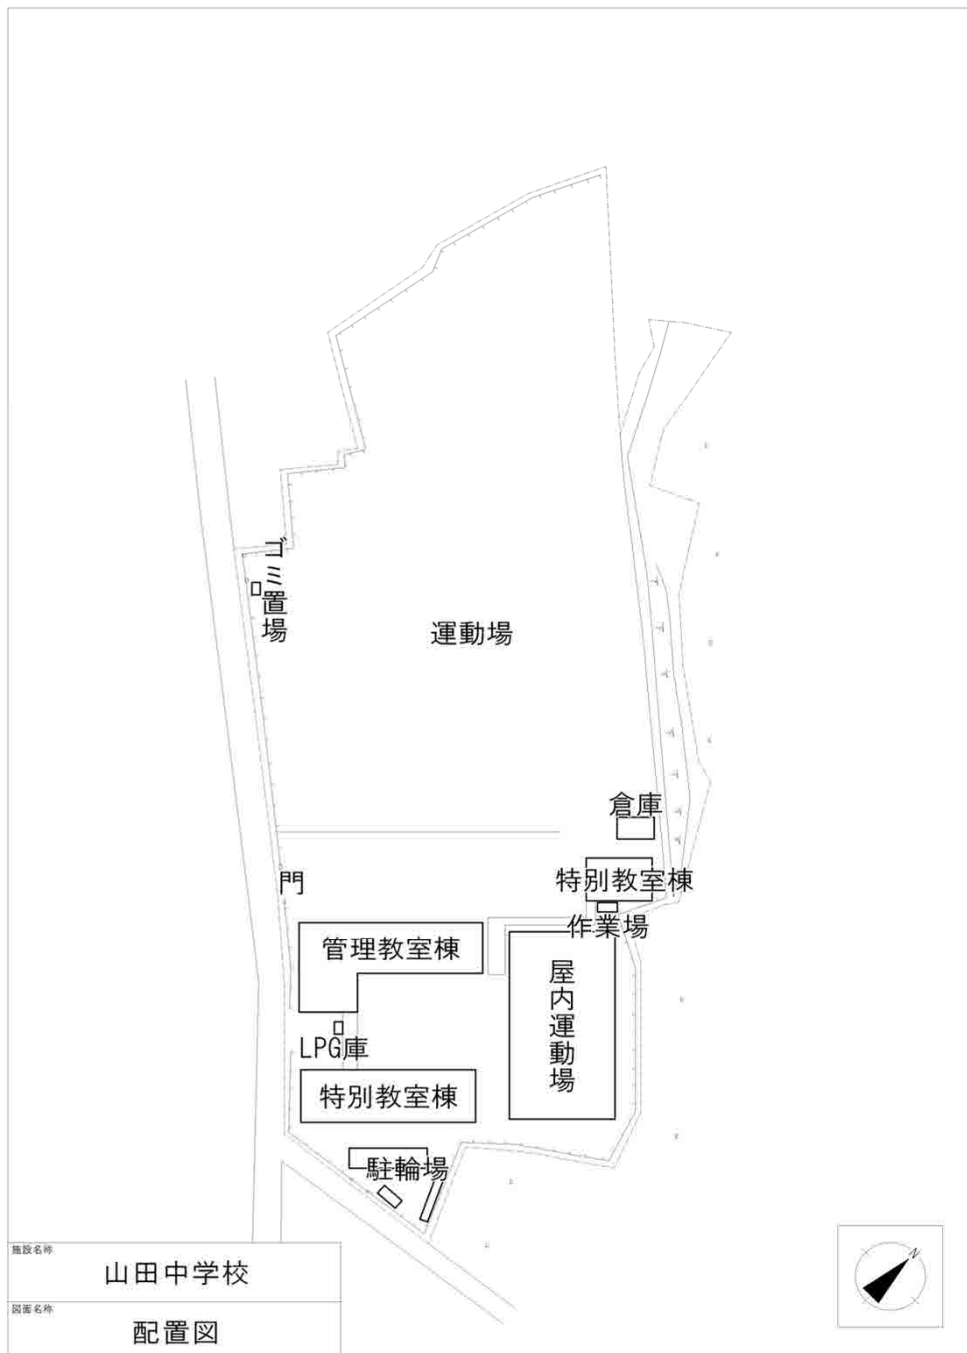 ゴミ置場
運動場
倉庫
特別教室棟
作業場
門
管理教室棟
屋内運動場
LPG庫
特別教室棟
駐輪場
N
施設名称
山田中学校
図面名称
配置図